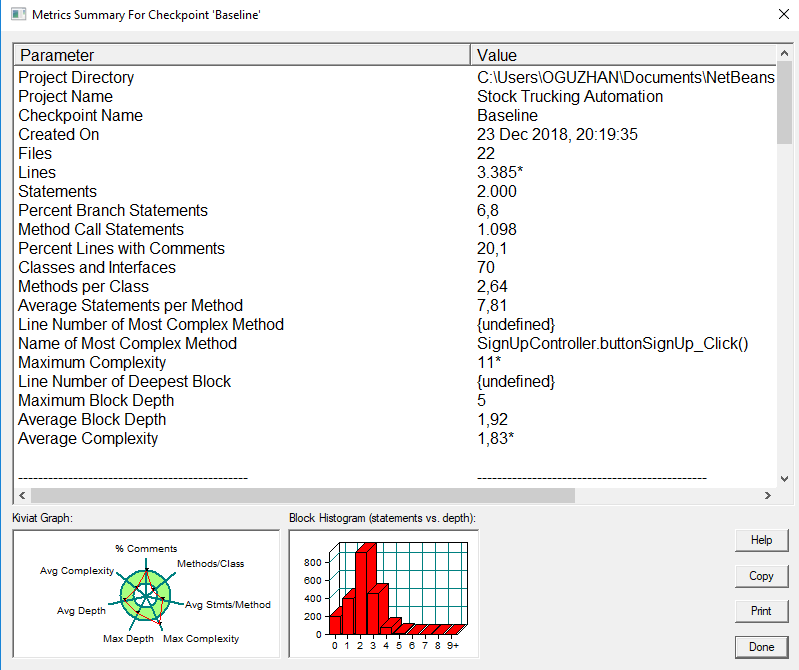 Metrics Summary For Checkpoint 'Baseline'
Parameter Value
Project Directory C:\Users\OGUZHAN\Documents\NetBeans
Project Name Stock Trucking Automation
Checkpoint Name Baseline
Created On 23 Dec 2018, 20:19:35
Files 22
Lines 3.385*
Statements 2.000
Percent Branch Statements 6,8
Method Call Statements 1.098
Percent Lines with Comments 20,1
Classes and Interfaces 70
Methods per Class 2,64
Average Statements per Method 7,81
Line Number of Most Complex Method {undefined}
Name of Most Complex Method SignUpController.buttonSignUp_Click()
Maximum Complexity 11*
Line Number of Deepest Block {undefined}
Maximum Block Depth 5
Average Block Depth 1,92
Average Complexity 1,83*
---------------------------------------------- ----------------------------------------------
Kiviat Graph: Block Histogram (statements vs. depth):
% Comments
Methods/Class
Avg Complexity
Avg Stmts/Method
Avg Depth
Max Depth Max Complexity
800
600
400
200
0
0 1 2 3 4 5 6 7 8 9+
Help
Copy
Print
Done